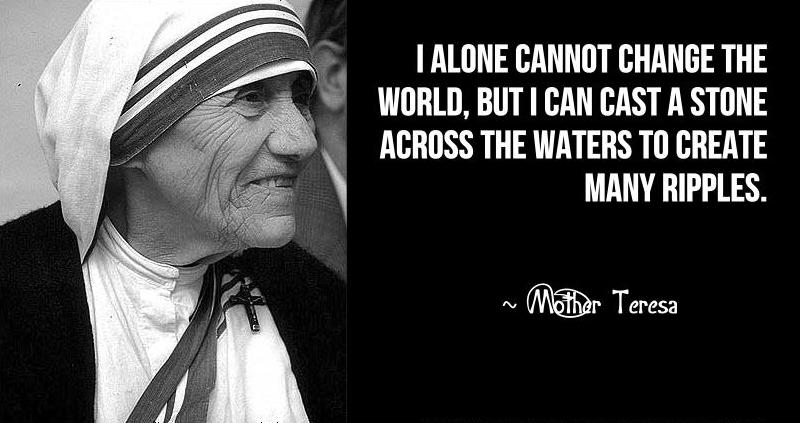 I ALONE CANNOT CHANGE THE
WORLD, BUT I CAN CAST A STONE
ACROSS THE WATERS TO CREATE
MANY RIPPLES.
~ Mother Teresa